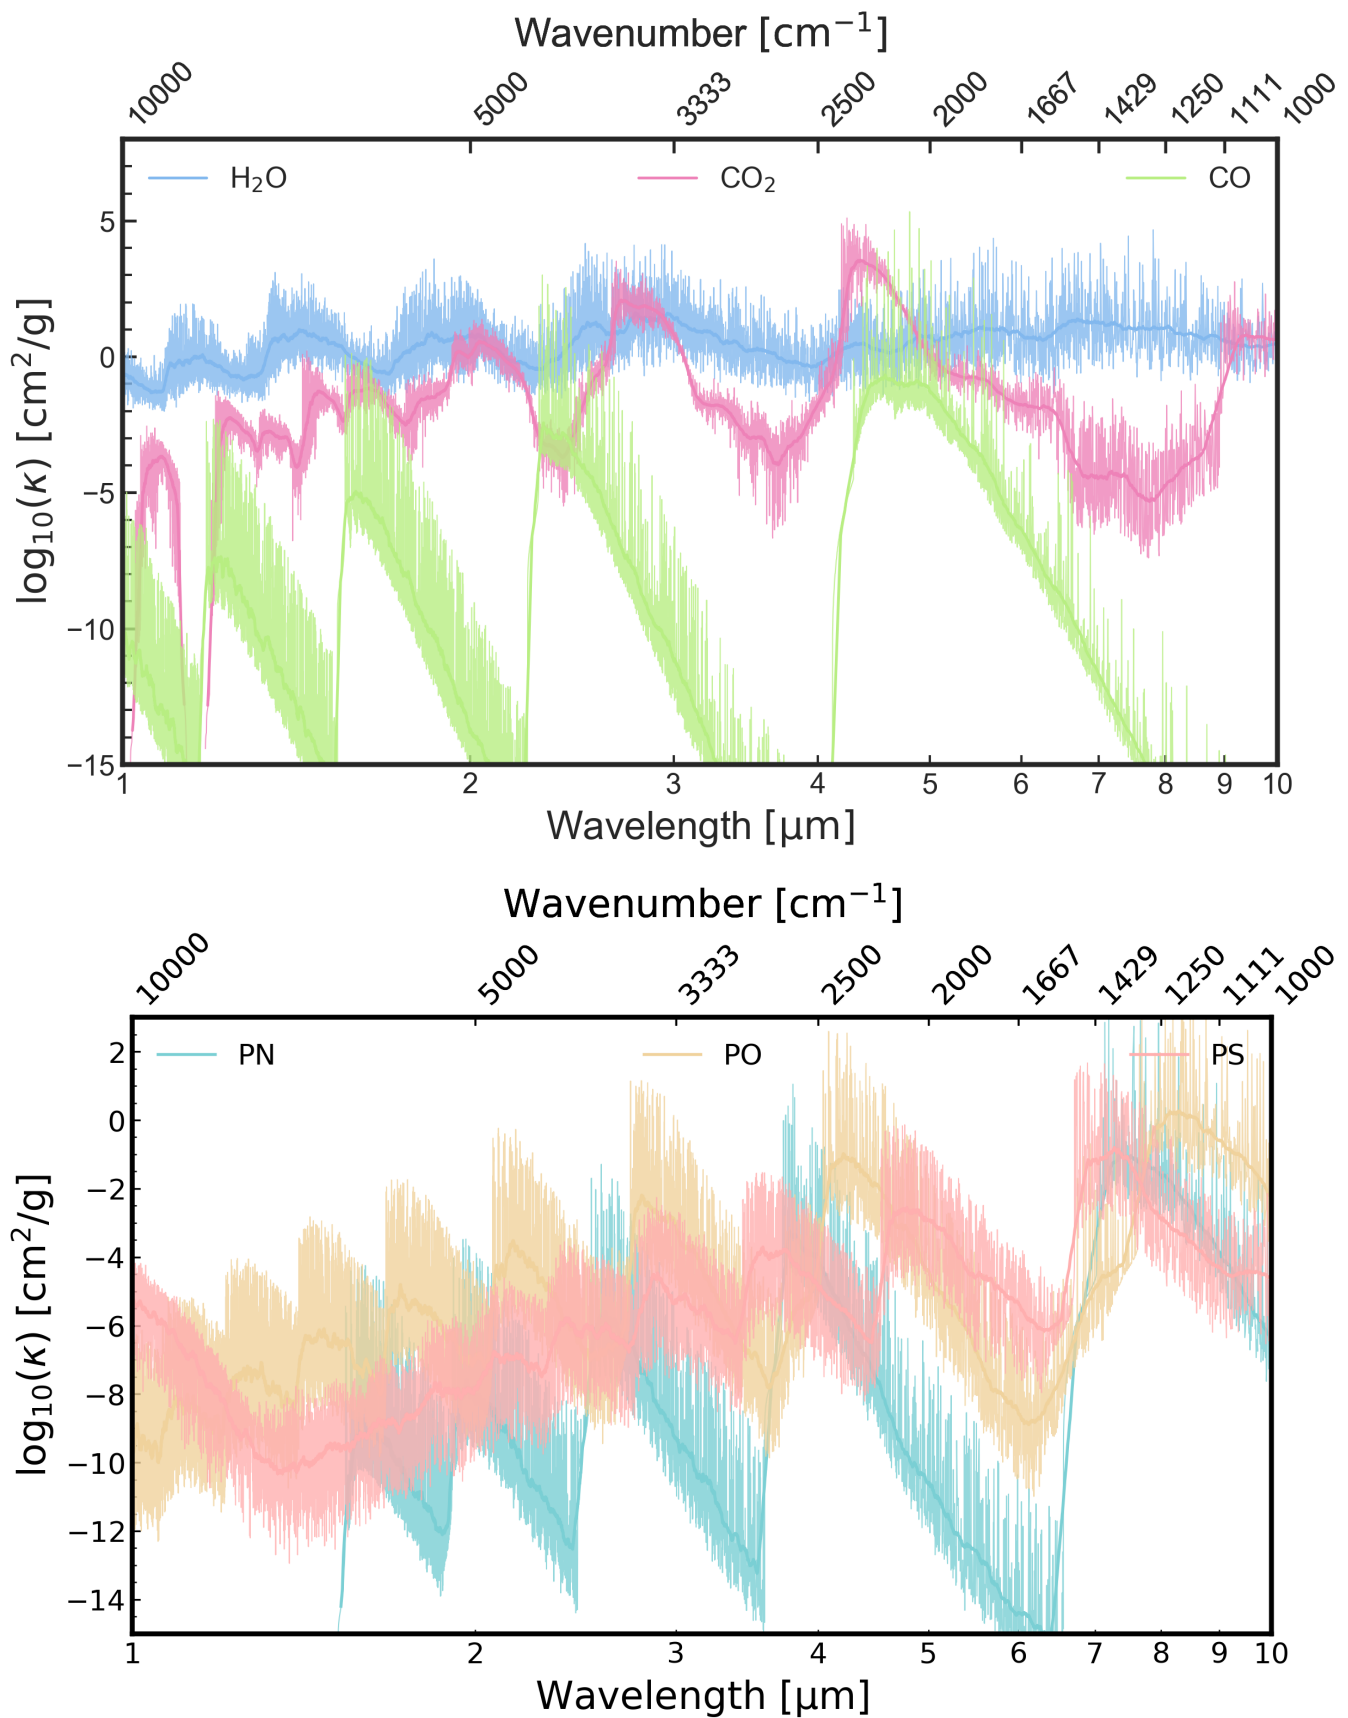 Wavenumber [cm⁻¹]
10000 5000 3333 2500 2000 1667 1429 1250 1111 1000
H₂O CO₂ CO
5
0
−5
−10
−15
log₁₀(κ) [cm²/g]
1 2 3 4 5 6 7 8 9 10
Wavelength [μm]
Wavenumber [cm⁻¹]
10000 5000 3333 2500 2000 1667 1429 1250 1111 1000
PN PO PS
2
0
−2
−4
−6
−8
−10
−12
−14
log₁₀(κ) [cm²/g]
1 2 3 4 5 6 7 8 9 10
Wavelength [μm]